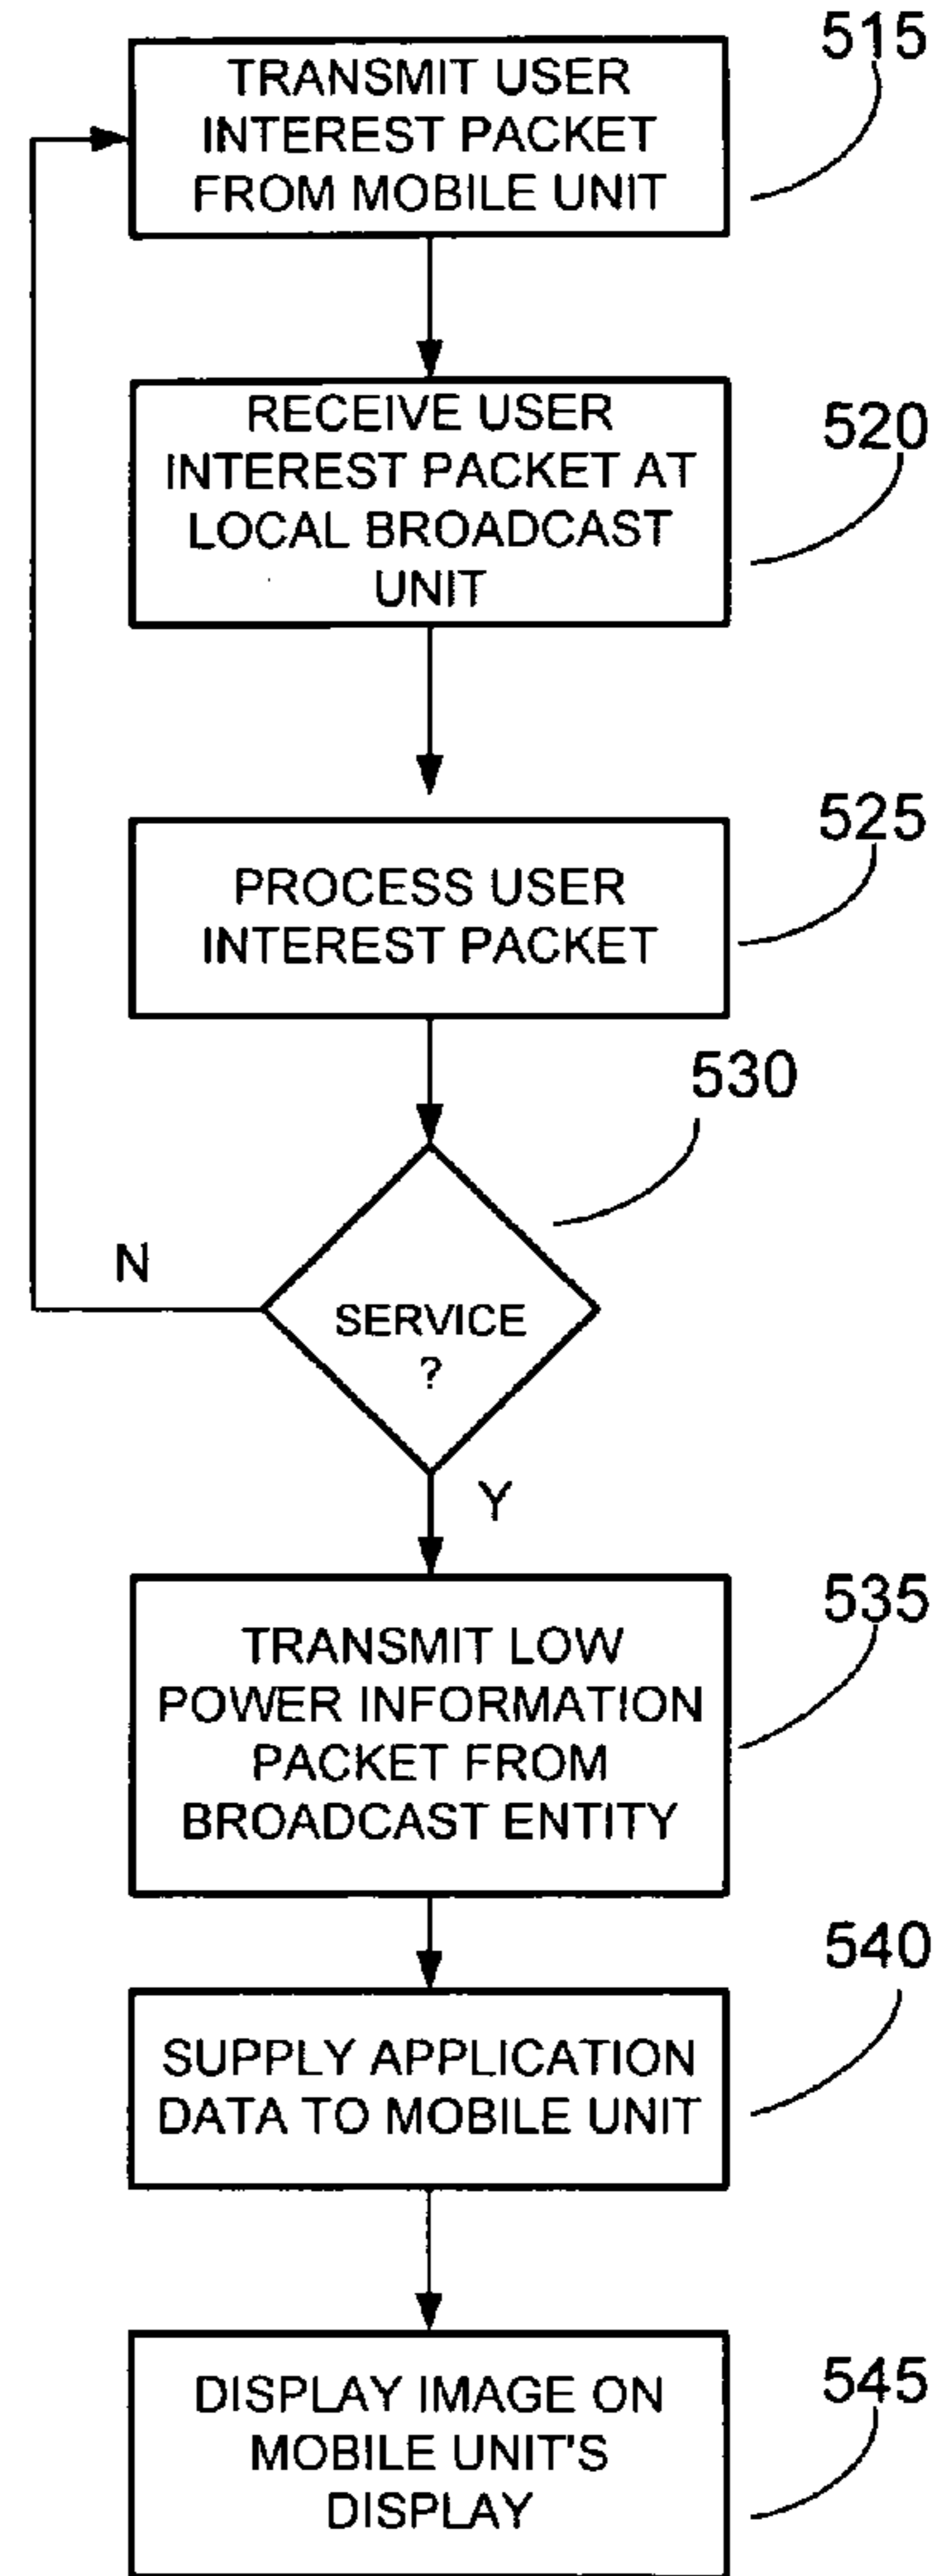 515
TRANSMIT USER
INTEREST PACKET
FROM MOBILE UNIT
520
RECEIVE USER
INTEREST PACKET AT
LOCAL BROADCAST
UNIT
525
PROCESS USER
INTEREST PACKET
530
N
SERVICE
?
Y
535
TRANSMIT LOW
POWER INFORMATION
PACKET FROM
BROADCAST ENTITY
540
SUPPLY APPLICATION
DATA TO MOBILE UNIT
545
DISPLAY IMAGE ON
MOBILE UNIT'S
DISPLAY